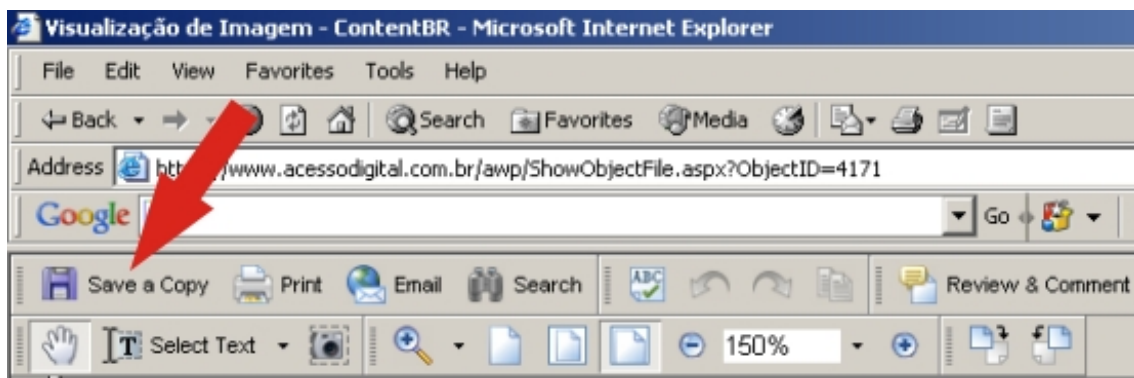 Visualização de Imagem - ContentBR - Microsoft Internet Explorer
File Edit View Favorites Tools Help
Back Search Favorites Media
Address www.acessodigital.com.br/awp/ShowObjectFile.aspx?ObjectID=4171
Google Go
Save a Copy Print Email Search ABC Review & Comment
T Select Text 150%